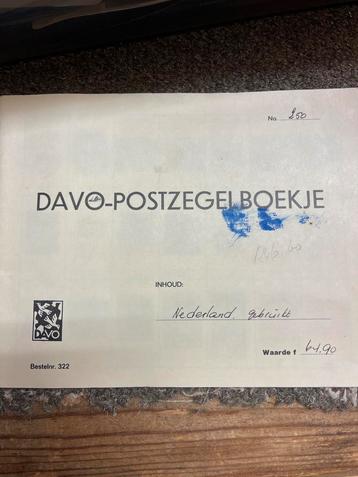 No. 250
DAVO-POSTZEGELBOEKJE
INHOUD:
Nederland gebruikt
DAVO
Waarde f 64.90
Bestelnr. 322